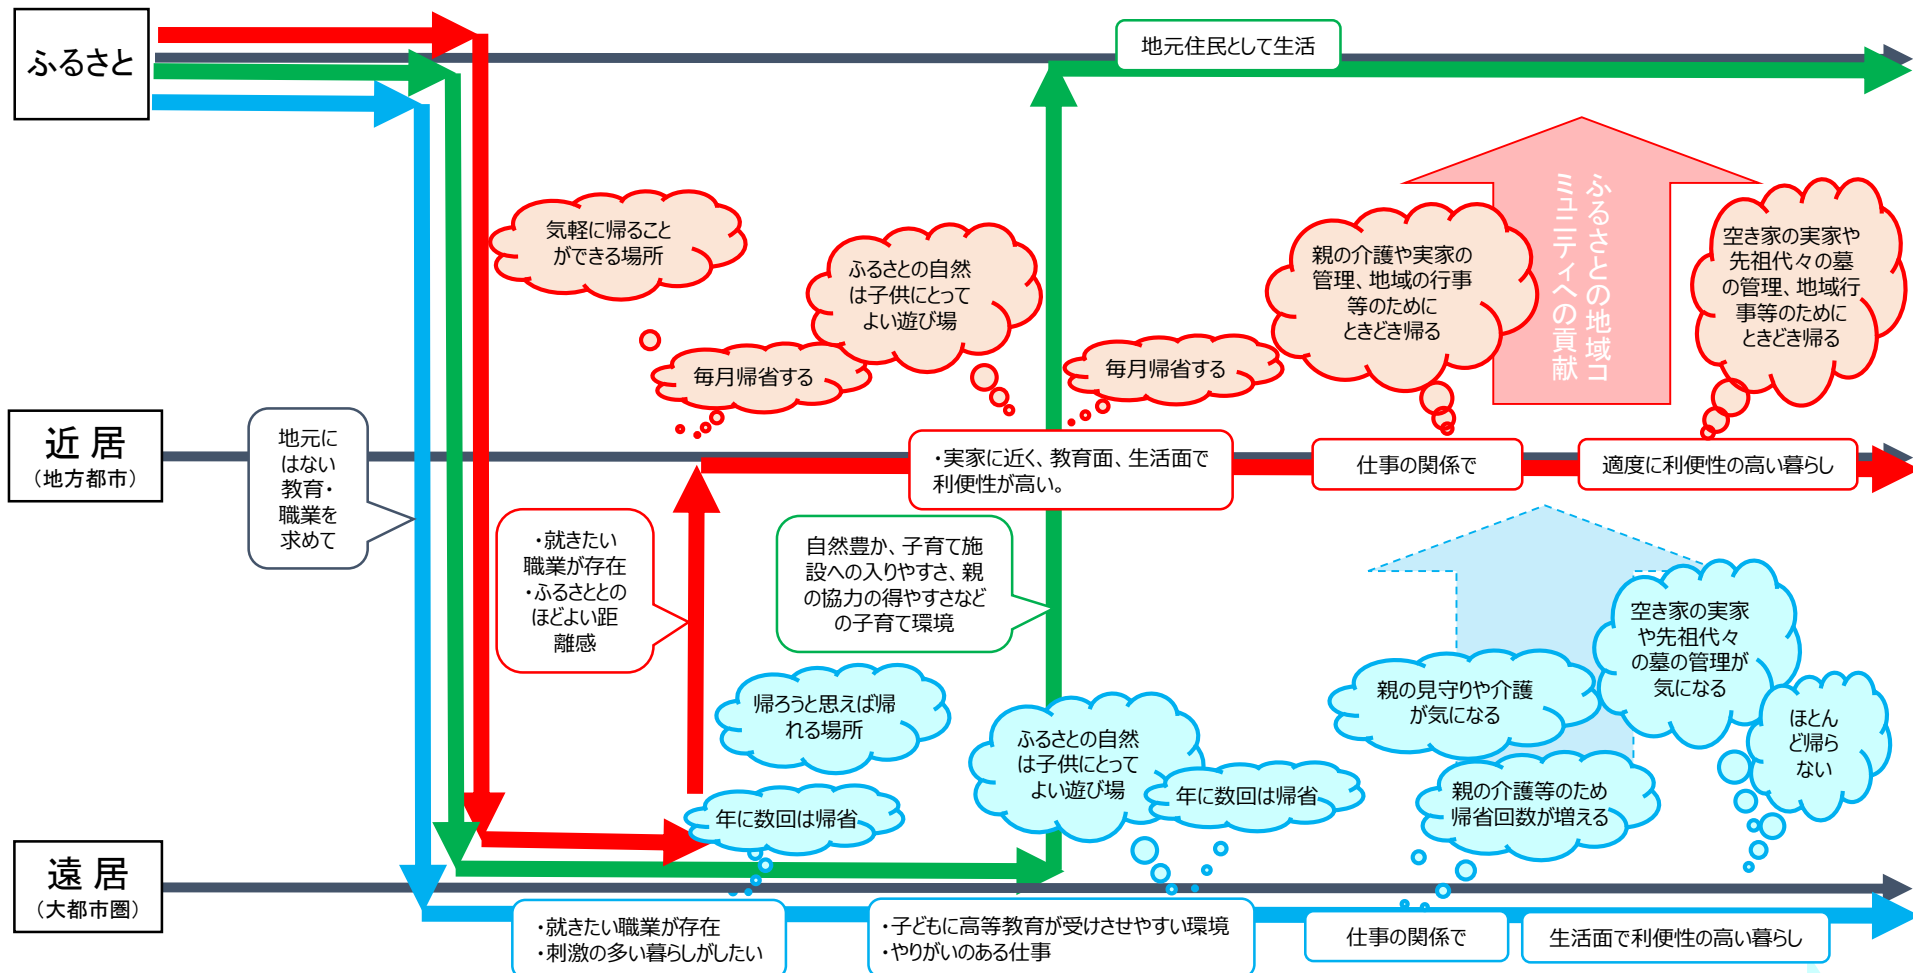 ふるさと
地元住民として生活
気軽に帰ること
ができる場所
ふるさとの自然
は子供にとって
よい遊び場
毎月帰省する
毎月帰省する
親の介護や実家の
管理、地域の行事
等のために
ときどき帰る
ふるさとの地域コ
ミュニティへの貢献
空き家の実家や
先祖代々の墓
の管理、地域行
事等のために
ときどき帰る
近 居
（地方都市）
地元に
はない
教育・
職業を
求めて
・実家に近く、教育面、生活面で
利便性が高い。
仕事の関係で
適度に利便性の高い暮らし
・就きたい
職業が存在
・ふるさととの
ほどよい距
離感
自然豊か、子育て施
設への入りやすさ、親
の協力の得やすさなど
の子育て環境
帰ろうと思えば帰
れる場所
年に数回は帰省
ふるさとの自然
は子供にとって
よい遊び場
年に数回は帰省
親の見守りや介護
が気になる
親の介護等のため
帰省回数が増える
空き家の実家
や先祖代々
の墓の管理が
気になる
ほとん
ど帰ら
ない
遠 居
（大都市圏）
・就きたい職業が存在
・刺激の多い暮らしがしたい
・子どもに高等教育が受けさせやすい環境
・やりがいのある仕事
仕事の関係で
生活面で利便性の高い暮らし